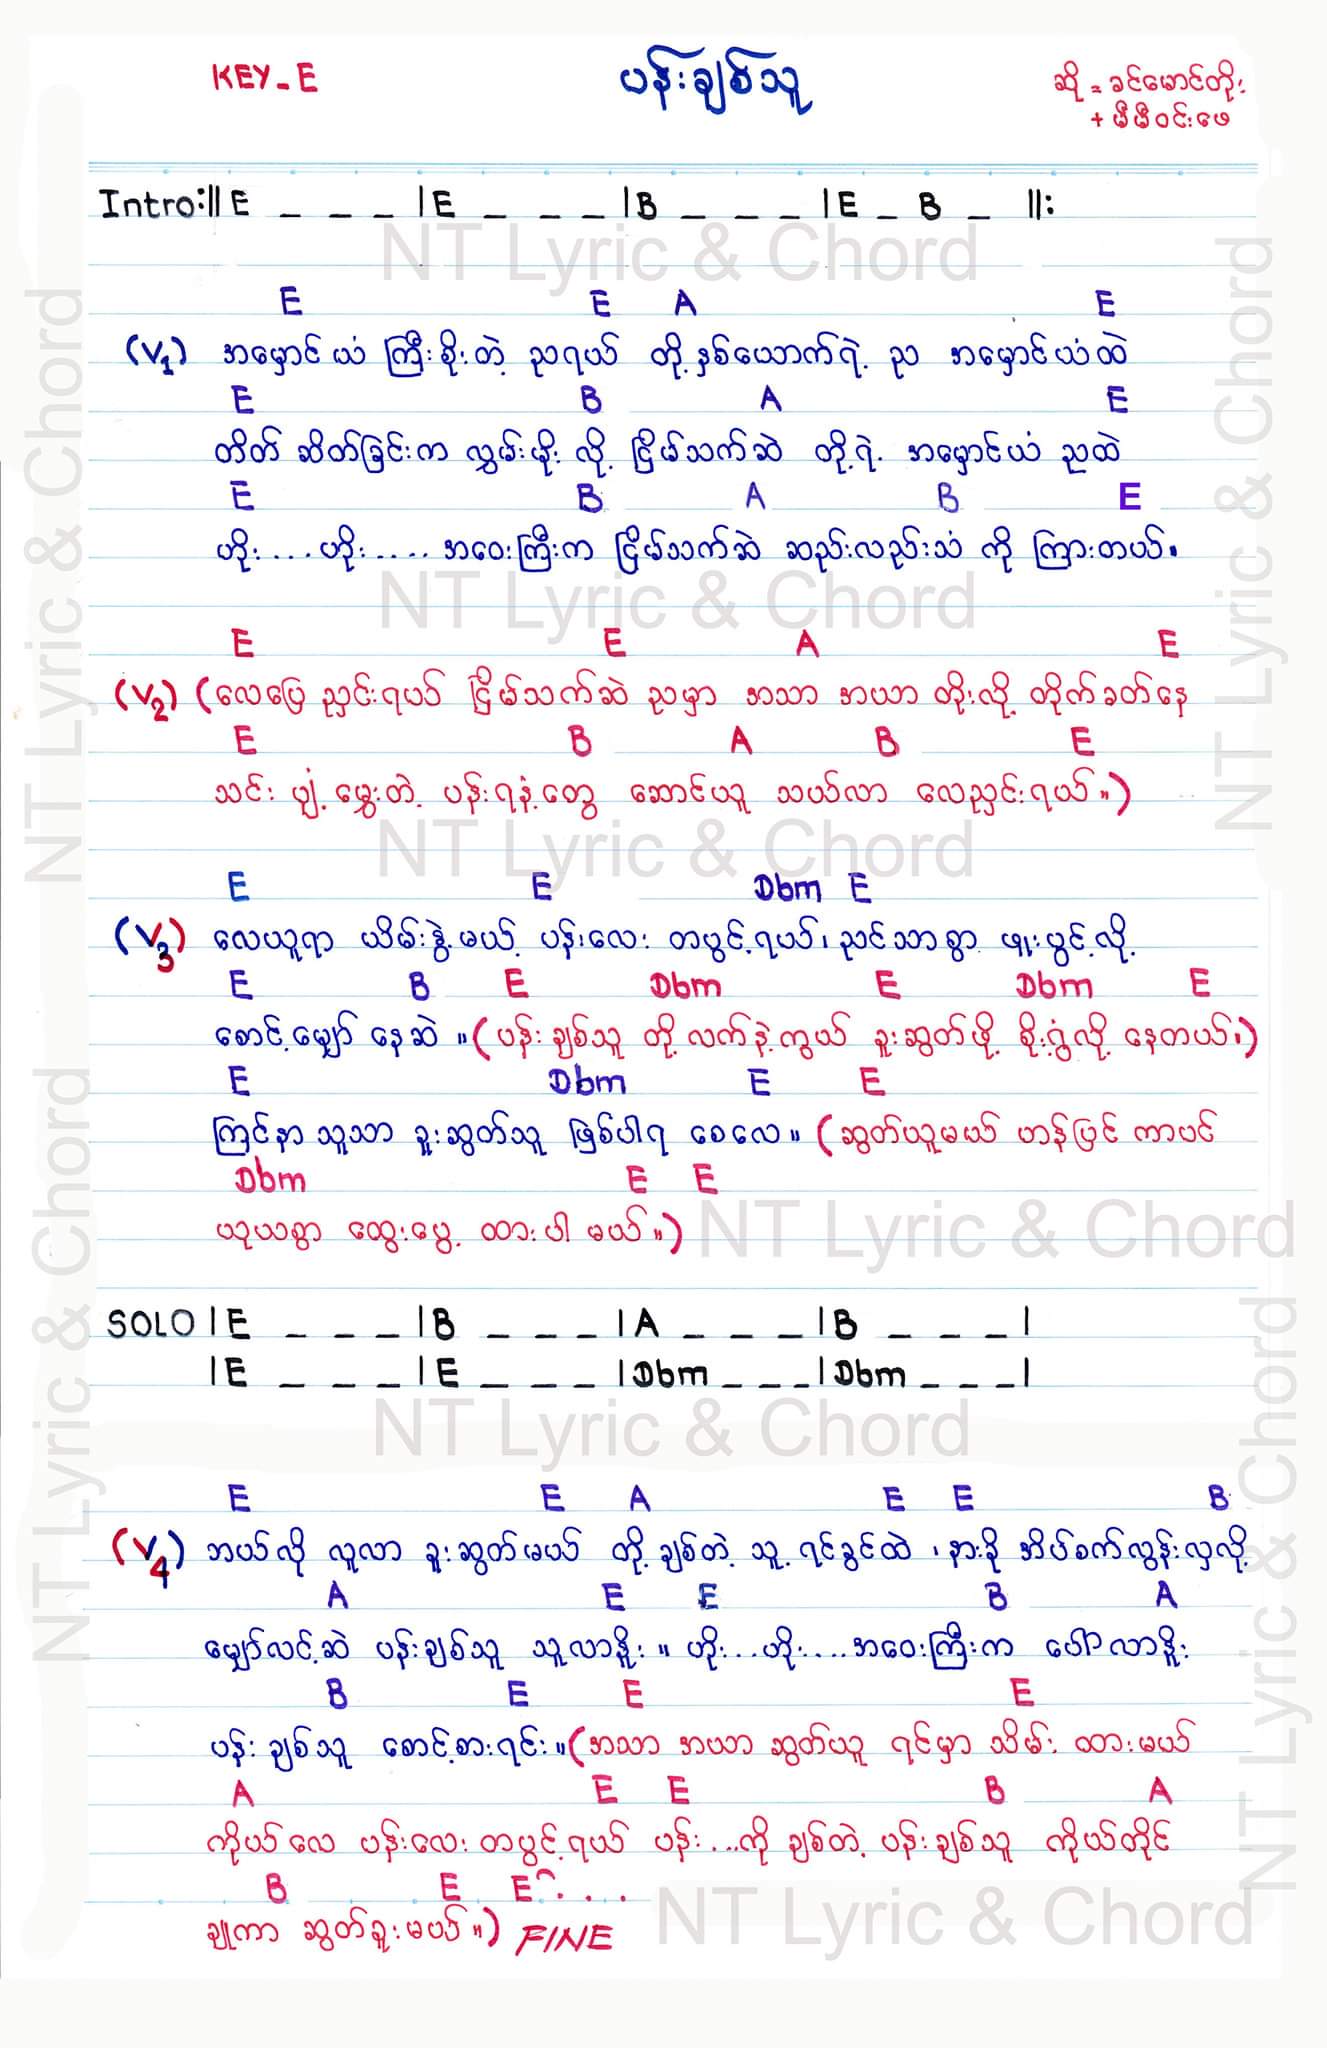 KEY - E
ပန်းချစ်သူ
ဆို = ခင်မောင်တိုး
+ မီမီဝင်းဖေ
Intro:|| E _ _ _ | E _ _ _ | B _ _ _ | E _ B _ ||:
E E A E
(V1) အမှောင်ယံ ကြီးစိုးတဲ့ ညရယ် တို့နှစ်ယောက်ရဲ့ ည အမှောင်ယံထဲ
E B A E
တိတ် ဆိတ်ခြင်းက လွှမ်းမိုး လို့ ငြိမ်သက်ဆဲ တို့ရဲ့ အမှောင်ယံ ညထဲ
E B A B E
ဟိုး...ဟိုး.... အဝေးကြီးက ငြိမ်သက်ဆဲ ဆည်းလည်းသံ ကို ကြားတယ်။
E E A E
(V2) (လေပြေ ညှင်းရယ် ငြိမ်သက်ဆဲ ညမှာ အသာ အယာ တိုးလို့ တိုက်ခတ်နေ
E B A B E
သင်း ပျံ့ မွှေးတဲ့ ပန်းရနံ့တွေ ဆောင်ယူ သယ်လာ လေညှင်းရယ်။)
E E Dbm E
(V3) လေယူရာ ယိမ်းနွဲ့မယ့် ပန်းလေး တပွင့်ရယ်၊ ညင်သာစွာ ဖူးပွင့်လို့
E B E Dbm E Dbm E
စောင့်မျှော် နေဆဲ ။ (ပန်းချစ်သူ တို့လက်နဲ့ကွယ် ခူးဆွတ်ဖို့ စိုးရွံ့လို့ နေတယ်၊)
E Dbm E E
ကြင်နာ သူသာ ခူးဆွတ်သူ ဖြစ်ပါရ စေလေ။ (ဆွတ်ယူမယ် ဟန်ပြင် ကာပင်
Dbm E E
ယုယစွာ ထွေးပွေ့ ထားပါ မယ်။)
NT Lyric & Chord
SOLO | E _ _ _ | B _ _ _ | A _ _ _ | B _ _ _ |
| E _ _ _ | E _ _ _ | Dbm _ _ _ | Dbm _ _ _ |
E E A E E B
(V4) ဘယ်လို လူလာ ခူးဆွတ်မယ် တို့ချစ်တဲ့ သူ့ ရင်ခွင်ထဲ ၊ နားခို အိပ်စက်လွန်းလှလို့
A E E B A
မျှော်လင့်ဆဲ ပန်းချစ်သူ သူလာနိုး ။ ဟိုး...ဟိုး....အဝေးကြီးက ပေါ်လာနိုး
B E E E
ပန်း ချစ်သူ စောင့်စားရင်း။ (အသာ အယာ ဆွတ်ယူ ရင်မှာ သိမ်း ထားမယ်
A E E B A
ကိုယ်လေ ပန်းလေး တပွင့်ရယ် ပန်း...ကို ချစ်တဲ့ ပန်းချစ်သူ ကိုယ်တိုင်
B E E....
ချူကာ ဆွတ်ခူးမယ်။) FINE